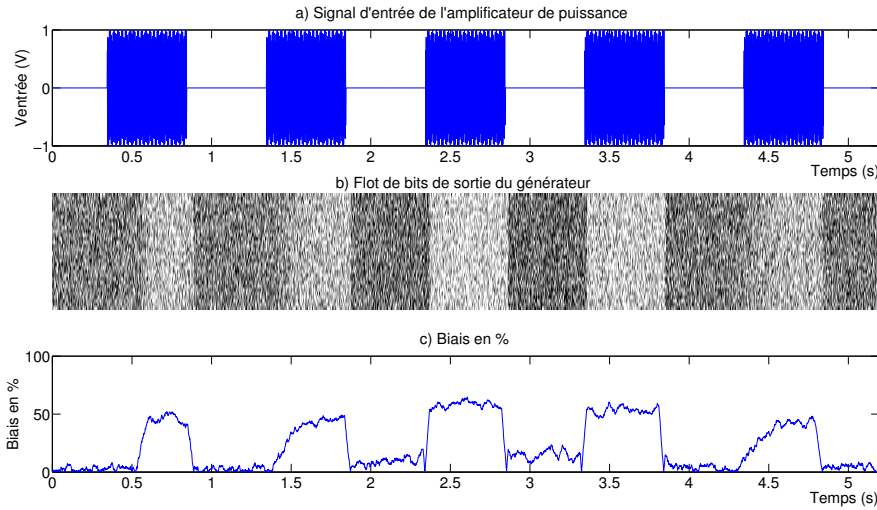 a) Signal d'entrée de l'amplificateur de puissance
Ventrée (V)
1
0
−1
0 0.5 1 1.5 2 2.5 3 3.5 4 4.5 5
Temps (s)
b) Flot de bits de sortie du générateur
c) Biais en %
Biais en %
100
50
0
0 0.5 1 1.5 2 2.5 3 3.5 4 4.5 5
Temps (s)